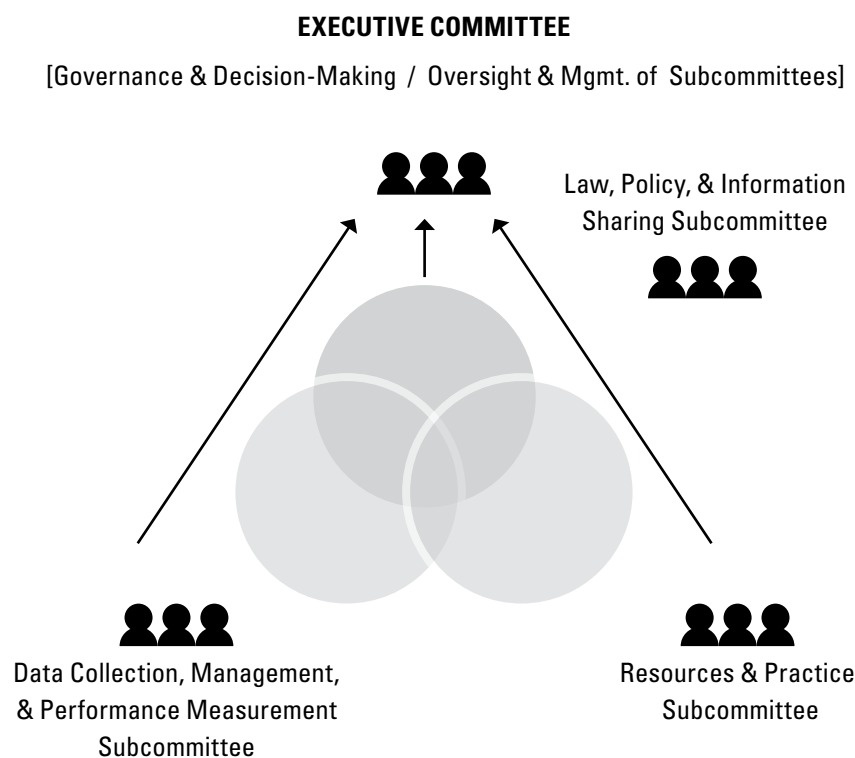 EXECUTIVE COMMITTEE
[Governance & Decision-Making / Oversight & Mgmt. of Subcommittees]
Law, Policy, & Information
Sharing Subcommittee
Data Collection, Management,
& Performance Measurement
Subcommittee
Resources & Practice
Subcommittee